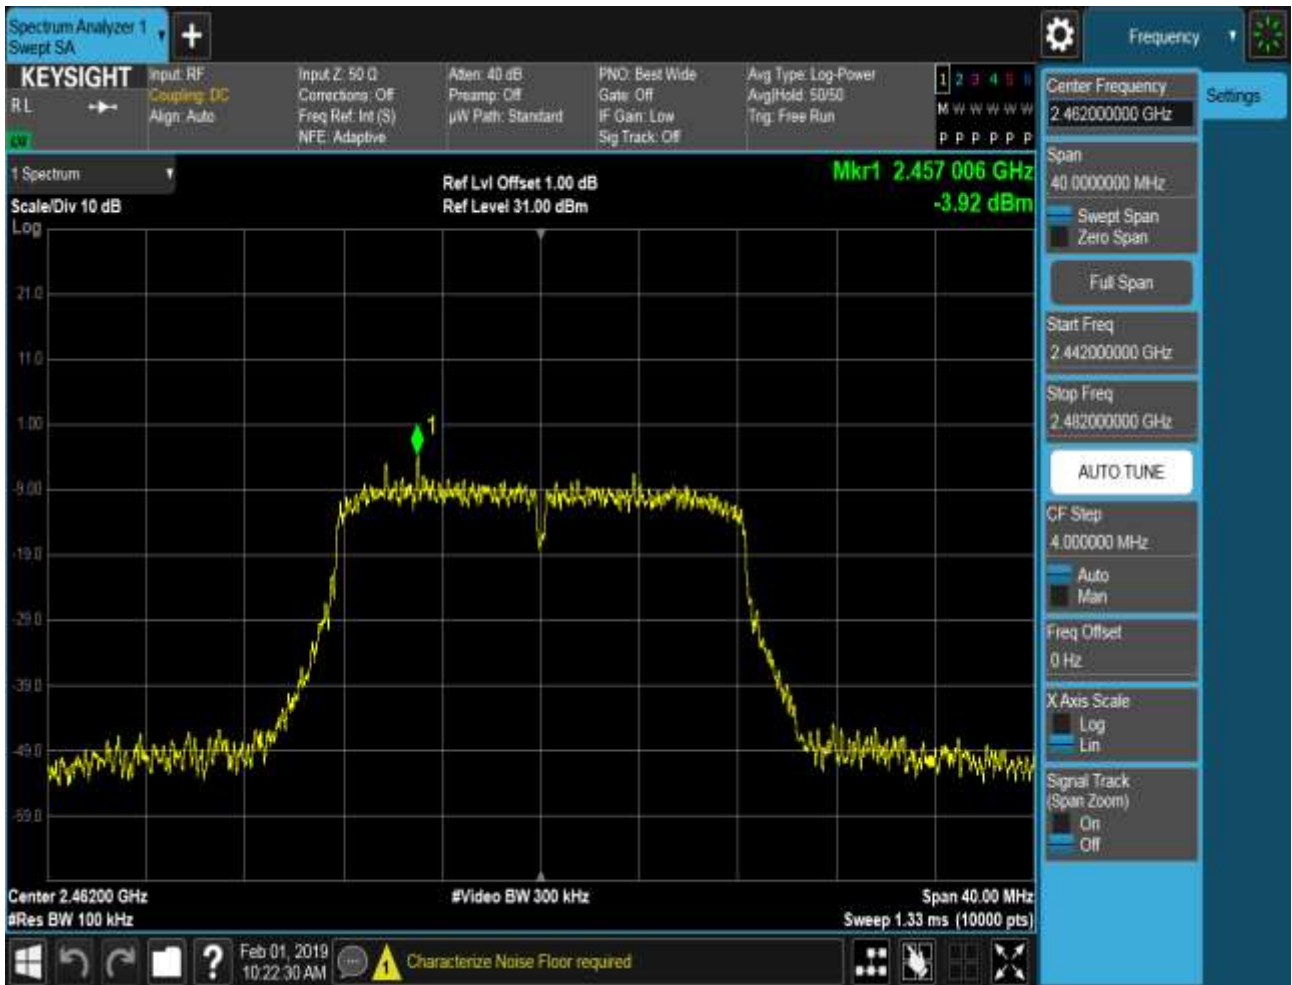 Spectrum Analyzer 1
Swept SA
+
Frequency
KEYSIGHT
R L
Input: RF
Coupling: DC
Align: Auto
Input Z: 50 Ω
Corrections: Off
Freq Ref: Int (S)
NFE: Adaptive
Atten: 40 dB
Preamp: Off
µW Path: Standard
PNO: Best Wide
Gate: Off
IF Gain: Low
Sig Track: Off
Avg Type: Log-Power
Avg|Hold: 50/50
Trig: Free Run
1 2 3 4 5 6
M W W W W W
P P P P P P
1 Spectrum
Scale/Div 10 dB
Log
Ref Lvl Offset 1.00 dB
Ref Level 31.00 dBm
Mkr1 2.457 006 GHz
-3.92 dBm
21.0
11.0
1.00
-9.00
-19.0
-29.0
-39.0
-49.0
-59.0
1
Center 2.46200 GHz
#Res BW 100 kHz
#Video BW 300 kHz
Span 40.00 MHz
Sweep 1.33 ms (10000 pts)
Center Frequency
2.462000000 GHz
Settings
Span
40.0000000 MHz
Swept Span
Zero Span
Full Span
Start Freq
2.442000000 GHz
Stop Freq
2.482000000 GHz
AUTO TUNE
CF Step
4.000000 MHz
Auto
Man
Freq Offset
0 Hz
X Axis Scale
Log
Lin
Signal Track
(Span Zoom)
On
Off
?
Feb 01, 2019
10:22:30 AM
1
Characterize Noise Floor required